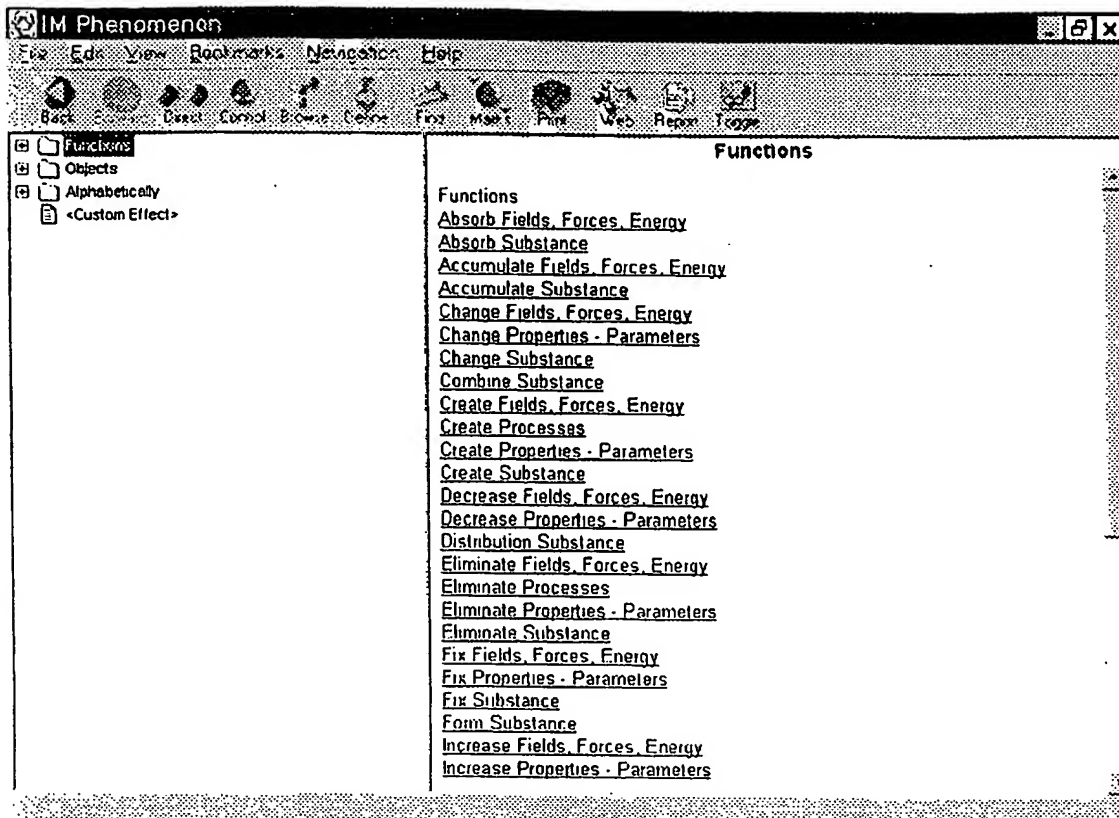 IM Phenomenon
File Edit View Bookmarks Navigation Help
Back Direct Control Browse Define Find Marks Print Web Report Toggle
Functions
Objects
Alphabetically
<Custom Effect>
Functions
Functions
Absorb Fields, Forces, Energy
Absorb Substance
Accumulate Fields, Forces, Energy
Accumulate Substance
Change Fields, Forces, Energy
Change Properties - Parameters
Change Substance
Combine Substance
Create Fields, Forces, Energy
Create Processes
Create Properties - Parameters
Create Substance
Decrease Fields, Forces, Energy
Decrease Properties - Parameters
Distribution Substance
Eliminate Fields, Forces, Energy
Eliminate Processes
Eliminate Properties - Parameters
Eliminate Substance
Fix Fields, Forces, Energy
Fix Properties - Parameters
Fix Substance
Form Substance
Increase Fields, Forces, Energy
Increase Properties - Parameters